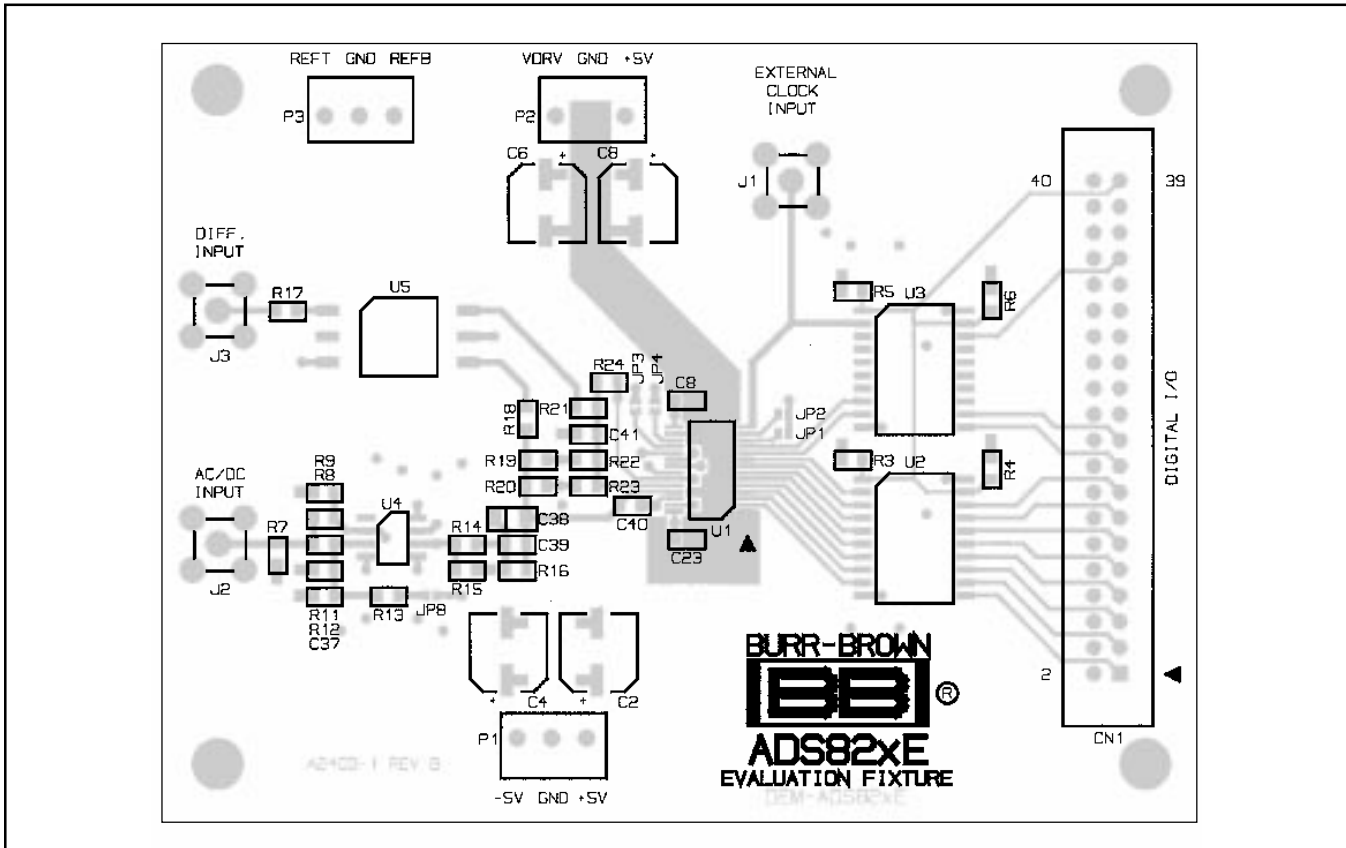 REFT GND REFB
VDRV GND +5V
EXTERNAL
CLOCK
INPUT
P3
P2
C6 +
C8 +
J1
40
39
DIFF.
INPUT
R17
U5
J3
R5
U3
R6
R24
JP3
JP4
C8
R18
R21
JP2
JP1
C41
DIGITAL I/O
R19
R22
R3
U2
R4
R20
R23
AC/DC
INPUT
R9
R8
U4
R7
R14
C38
C40
U1
C39
C23
J2
R15
R16
R11
R12
C37
R13
JP8
BURR-BROWN
BB
®
2
+ C4
+ C2
P1
ADS82xE
EVALUATION FIXTURE
CN1
-5V GND +5V
DEM-ADS82xE